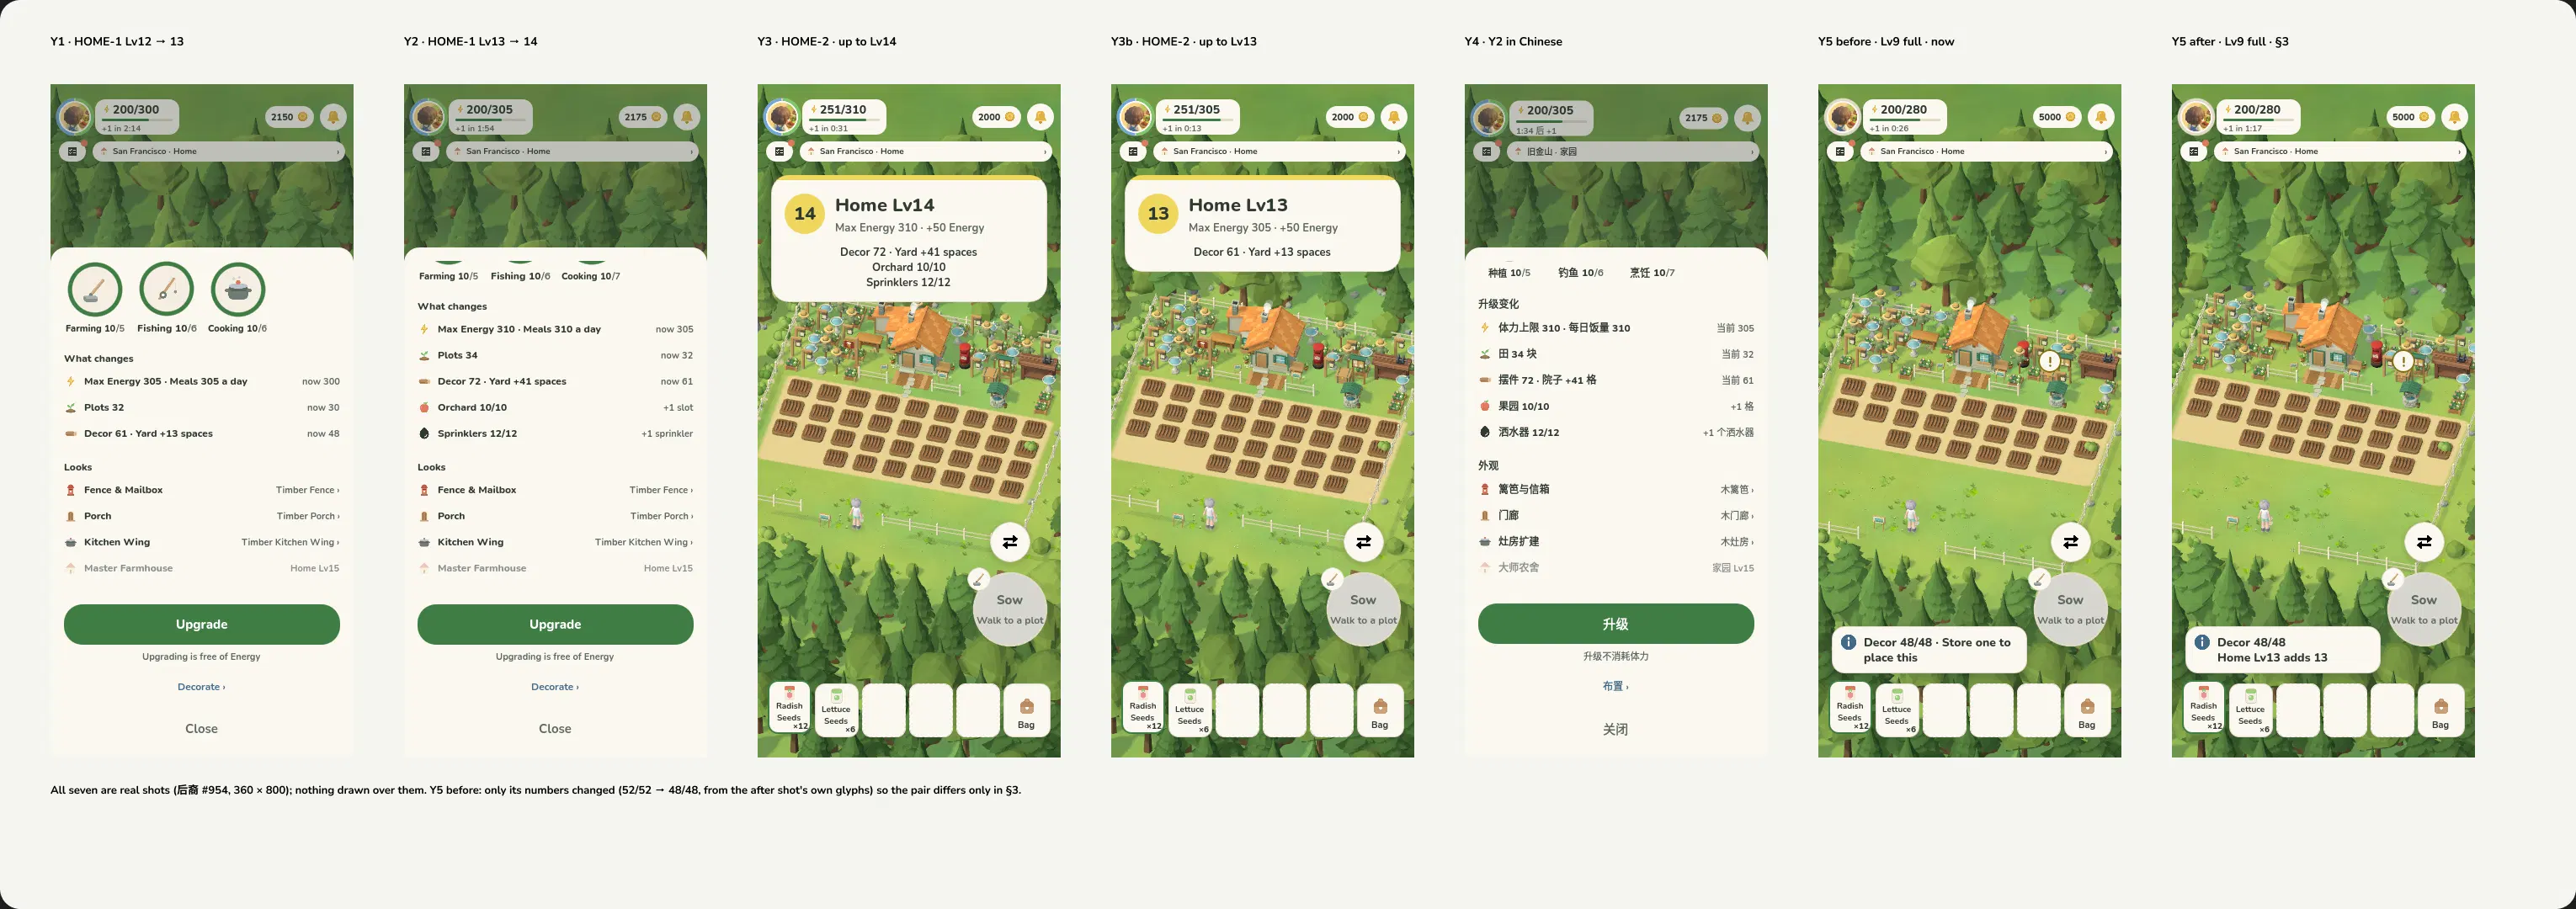 Y1 · HOME-1 Lv12 → 13
200/300
+1 in 2:14
2150
San Francisco · Home ›
Farming 10/5 Fishing 10/6 Cooking 10/6
What changes
Max Energy 305 · Meals 305 a day now 300
Plots 32 now 30
Decor 61 · Yard +13 spaces now 48
Looks
Fence & Mailbox Timber Fence ›
Porch Timber Porch ›
Kitchen Wing Timber Kitchen Wing ›
Master Farmhouse Home Lv15
Upgrade
Upgrading is free of Energy
Decorate ›
Close
Y2 · HOME-1 Lv13 → 14
200/305
+1 in 1:54
2175
San Francisco · Home ›
Farming 10/5 Fishing 10/6 Cooking 10/7
What changes
Max Energy 310 · Meals 310 a day now 305
Plots 34 now 32
Decor 72 · Yard +41 spaces now 61
Orchard 10/10 +1 slot
Sprinklers 12/12 +1 sprinkler
Looks
Fence & Mailbox Timber Fence ›
Porch Timber Porch ›
Kitchen Wing Timber Kitchen Wing ›
Master Farmhouse Home Lv15
Upgrade
Upgrading is free of Energy
Decorate ›
Close
Y3 · HOME-2 · up to Lv14
251/310
+1 in 0:31
2000
San Francisco · Home ›
14
Home Lv14
Max Energy 310 · +50 Energy
Decor 72 · Yard +41 spaces
Orchard 10/10
Sprinklers 12/12
Sow
Walk to a plot
Radish
Seeds
×12
Lettuce
Seeds
×6
Bag
Y3b · HOME-2 · up to Lv13
251/305
+1 in 0:13
2000
San Francisco · Home ›
13
Home Lv13
Max Energy 305 · +50 Energy
Decor 61 · Yard +13 spaces
Sow
Walk to a plot
Radish
Seeds
×12
Lettuce
Seeds
×6
Bag
Y4 · Y2 in Chinese
200/305
1:34 后 +1
2175
旧金山 · 家园 ›
种植 10/5 钓鱼 10/6 烹饪 10/7
升级变化
体力上限 310 · 每日饭量 310 当前 305
田 34 块 当前 32
摆件 72 · 院子 +41 格 当前 61
果园 10/10 +1 格
洒水器 12/12 +1 个洒水器
外观
篱笆与信箱 木篱笆 ›
门廊 木门廊 ›
灶房扩建 木灶房 ›
大师农舍 家园 Lv15
升级
升级不消耗体力
布置 ›
关闭
Y5 before · Lv9 full · now
200/280
+1 in 0:26
5000
San Francisco · Home ›
!
Sow
Walk to a plot
Decor 48/48 · Store one to
place this
Radish
Seeds
×12
Lettuce
Seeds
×6
Bag
Y5 after · Lv9 full · §3
200/280
+1 in 1:17
5000
San Francisco · Home ›
!
Sow
Walk to a plot
Decor 48/48
Home Lv13 adds 13
Radish
Seeds
×12
Lettuce
Seeds
×6
Bag
All seven are real shots (后裔 #954, 360 × 800); nothing drawn over them. Y5 before: only its numbers changed (52/52 → 48/48, from the after shot's own glyphs) so the pair differs only in §3.